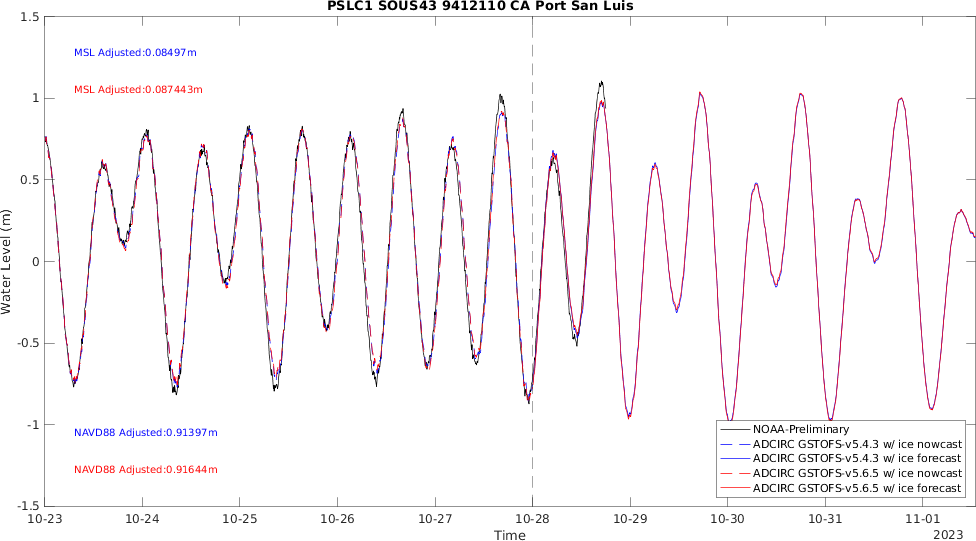 PSLC1 SOUS43 9412110 CA Port San Luis
1.5
MSL Adjusted:0.08497m
1
MSL Adjusted:0.087443m
0.5
Water Level (m)
0
-0.5
-1
NAVD88 Adjusted:0.91397m
NOAA-Preliminary
ADCIRC GSTOFS-v5.4.3 w/ ice nowcast
ADCIRC GSTOFS-v5.4.3 w/ ice forecast
NAVD88 Adjusted:0.91644m
ADCIRC GSTOFS-v5.6.5 w/ ice nowcast
ADCIRC GSTOFS-v5.6.5 w/ ice forecast
-1.5
10-23 10-24 10-25 10-26 10-27 10-28 10-29 10-30 10-31 11-01
Time
2023